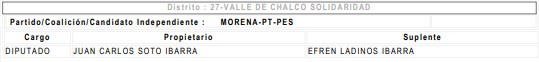 Distrito : 27-VALLE DE CHALCO SOLIDARIDAD
Partido/Coalición/Candidato Independiente : MORENA-PT-PES
Cargo Propietario Suplente
DIPUTADO JUAN CARLOS SOTO IBARRA EFREN LADINOS IBARRA